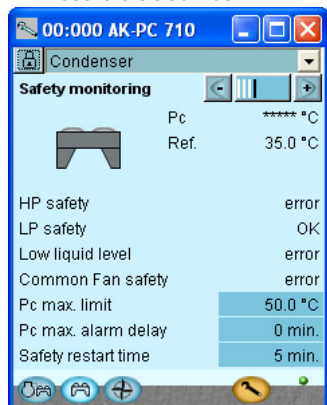 00:000 AK-PC 710
Condenser
Safety monitoring
Pc ***** °C
Ref. 35.0 °C
HP safety error
LP safety OK
Low liquid level error
Common Fan safety error
Pc max. limit 50.0 °C
Pc max. alarm delay 0 min.
Safety restart time 5 min.